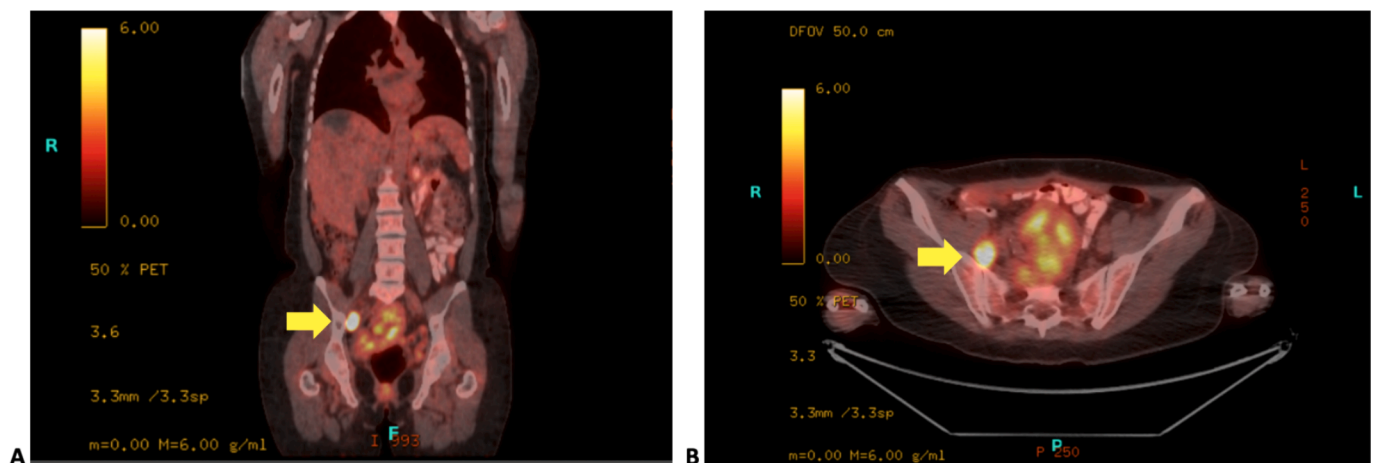 6.00
R
0.00
50 % PET
3.6
3.3mm /3.3sp
m=0.00 M=6.00 g/ml
F
I 993
A
DFOV 50.0 cm
6.00
R
L
L
2
5
0
0.00
50 % PET
3.3
3.3mm /3.3sp
m=0.00 M=6.00 g/ml
P
P 250
B